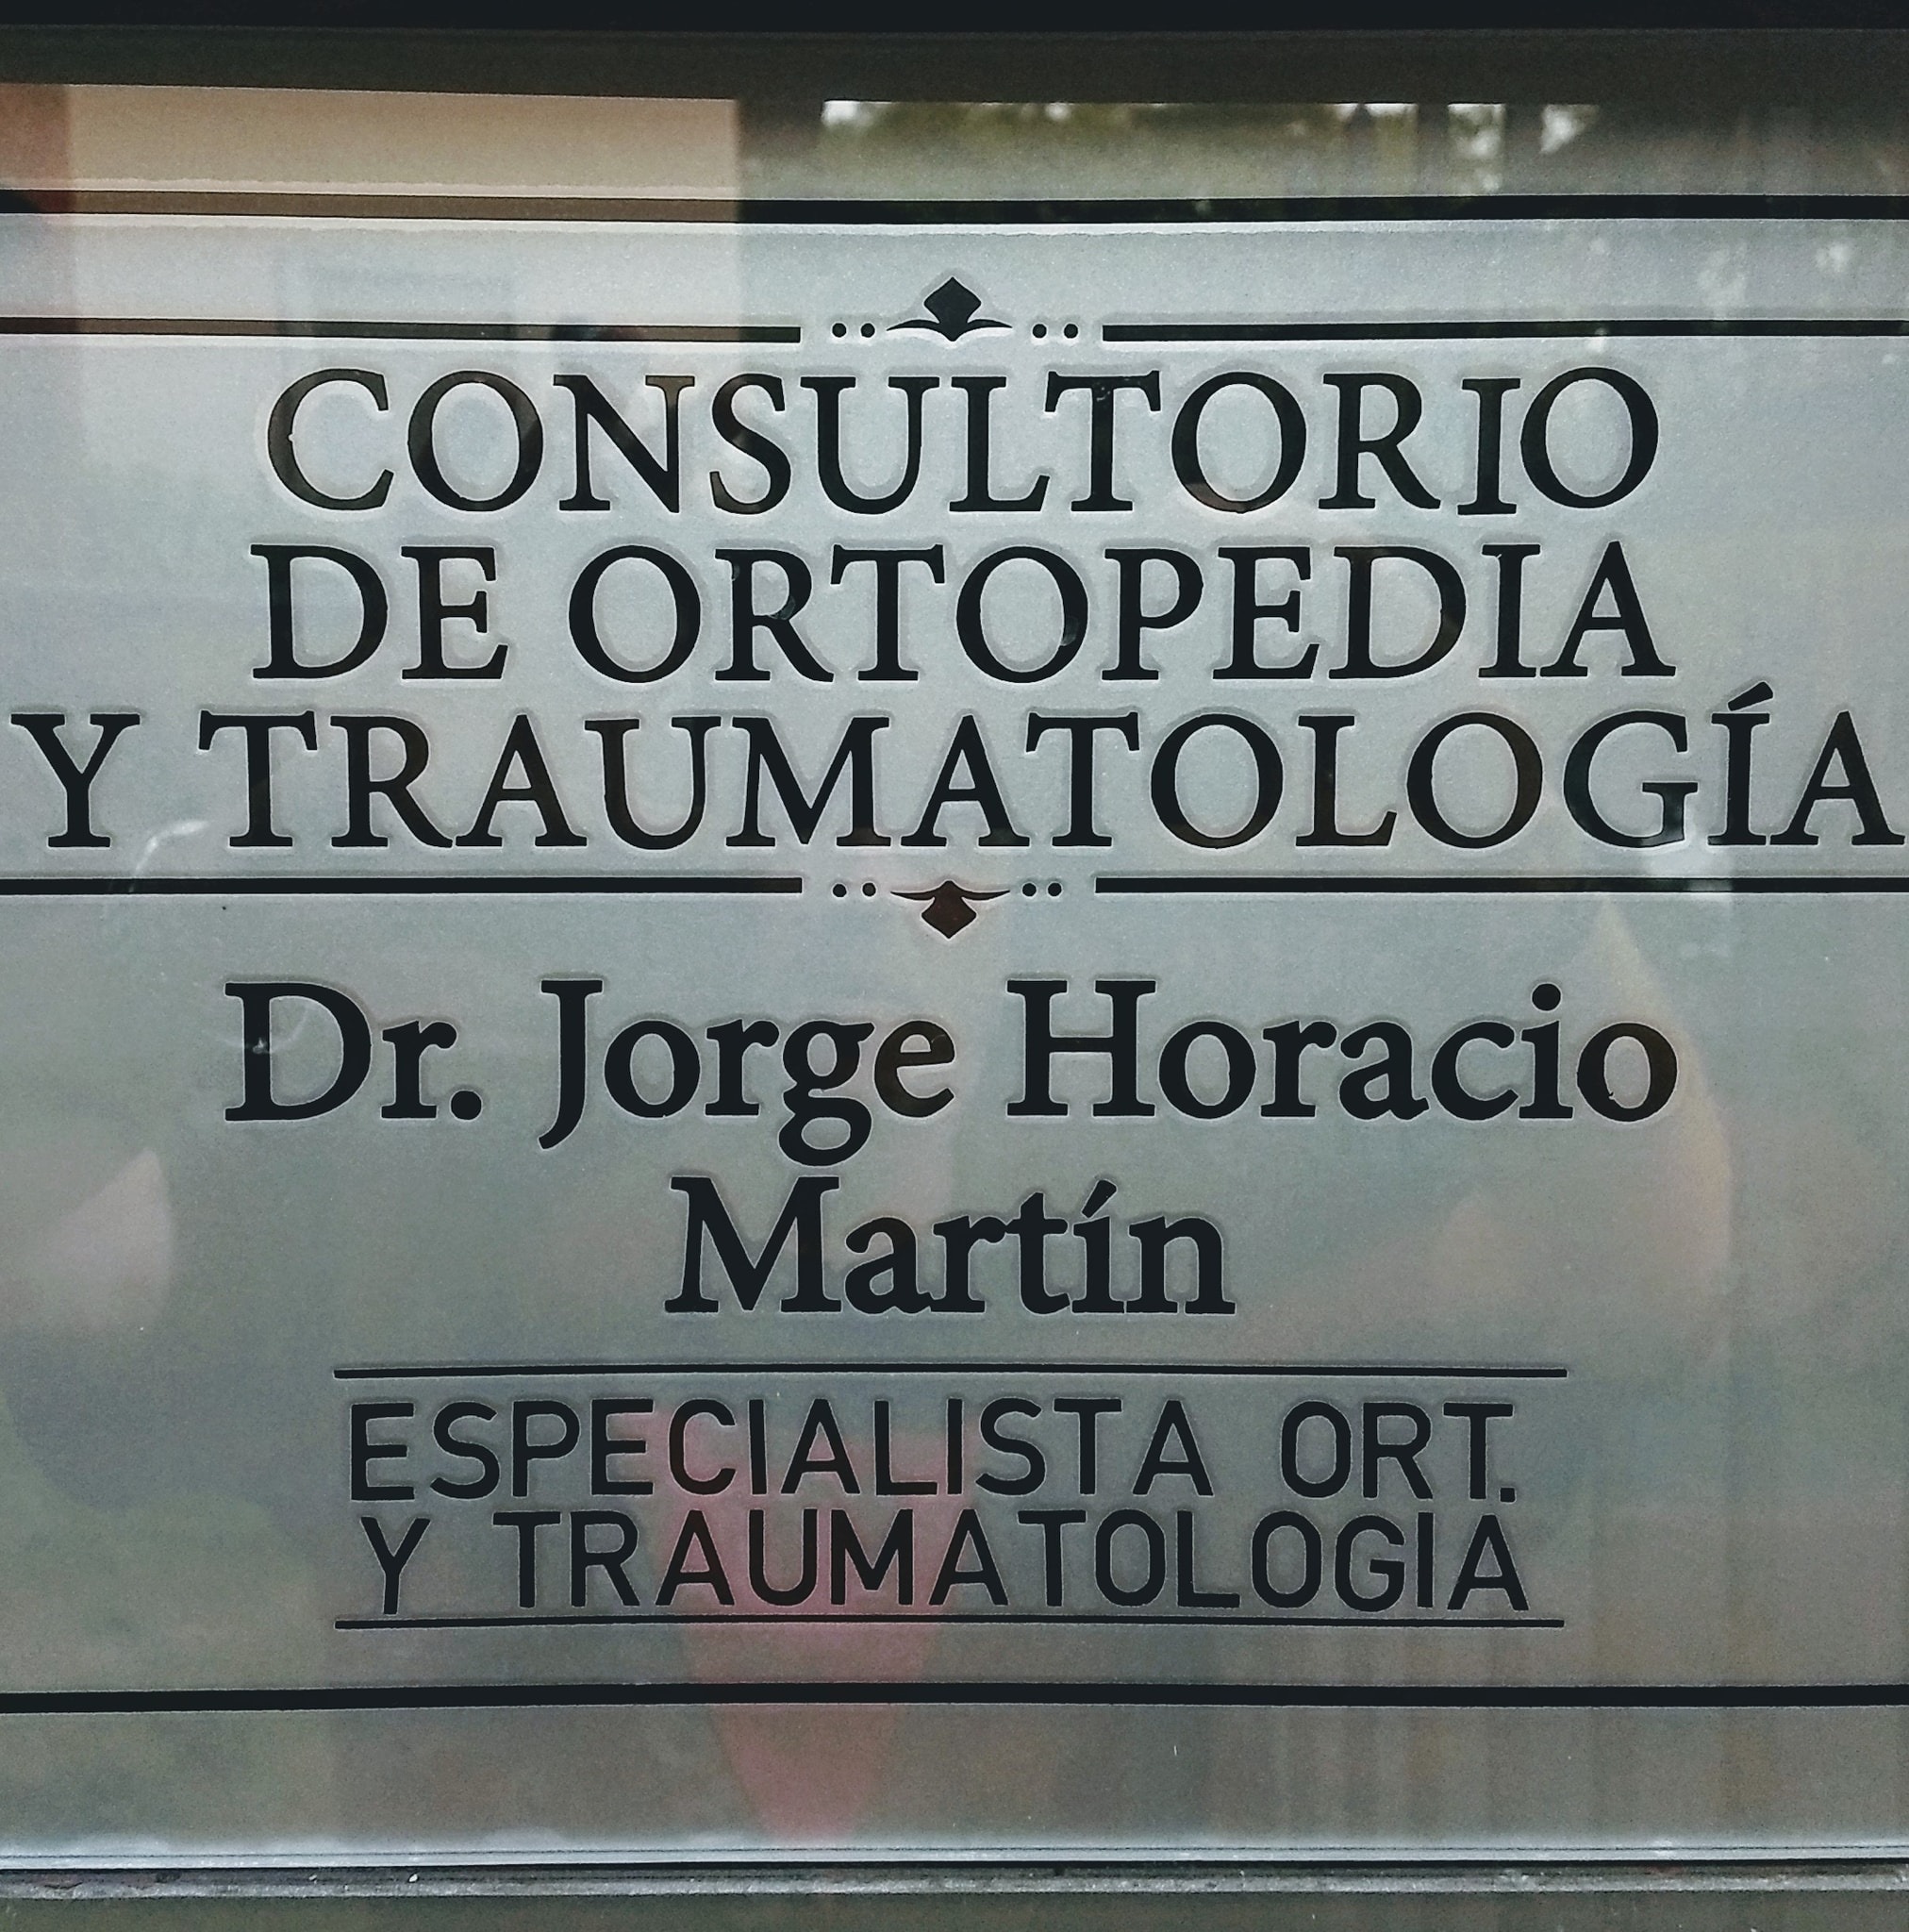 CONSULTORIO
DE ORTOPEDIA
Y TRAUMATOLOGÍA
Dr. Jorge Horacio
Martín
ESPECIALISTA ORT.
Y TRAUMATOLOGIA